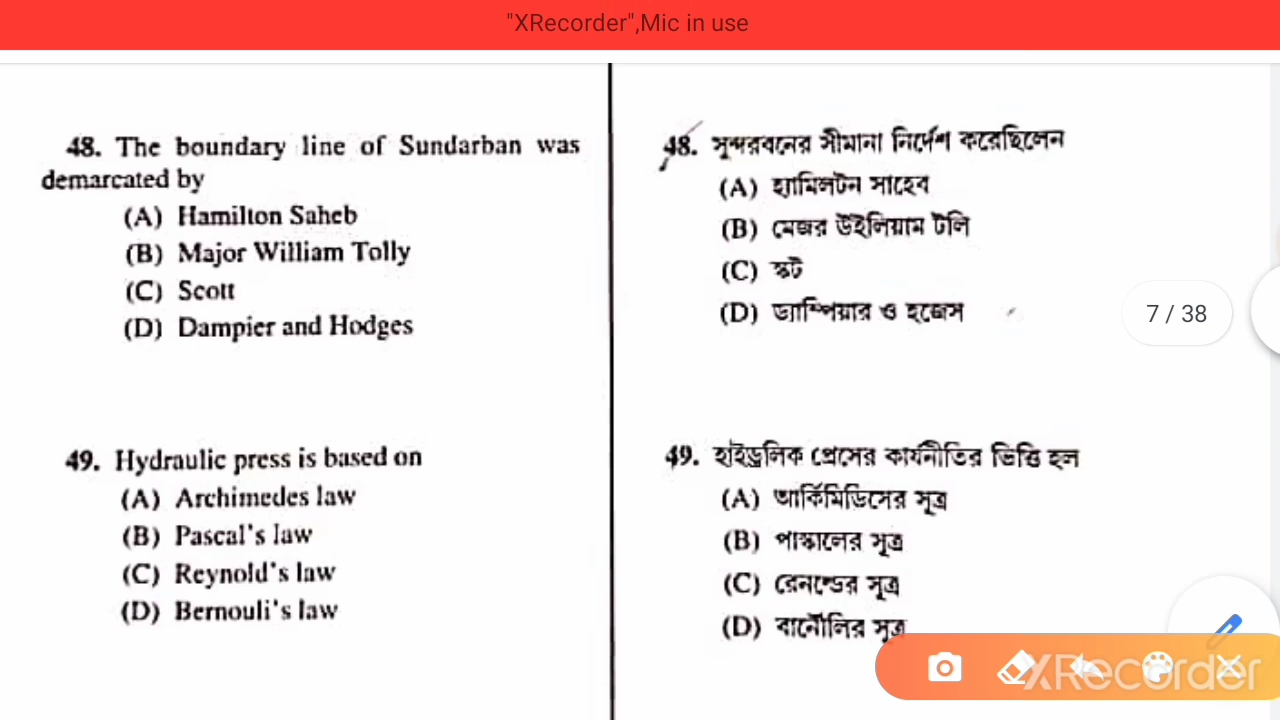 "XRecorder",Mic in use
48. The boundary line of Sundarban was
demarcated by
(A) Hamilton Saheb
(B) Major William Tolly
(C) Scott
(D) Dampier and Hodges
49. Hydraulic press is based on
(A) Archimedes law
(B) Pascal's law
(C) Reynold's law
(D) Bernouli's law
48. সুন্দরবনের সীমানা নির্দেশ করেছিলেন
(A) হ্যামিলটন সাহেব
(B) মেজর উইলিয়াম টলি
(C) স্কট
(D) ড্যাম্পিয়ার ও হজেস
49. হাইড্রলিক প্রেসের কার্যনীতির ভিত্তি হল
(A) আর্কিমিডিসের সূত্র
(B) পাস্কালের সূত্র
(C) রেনল্ডের সূত্র
(D) বার্নৌলির সূত্র
7 / 38
XRecorder